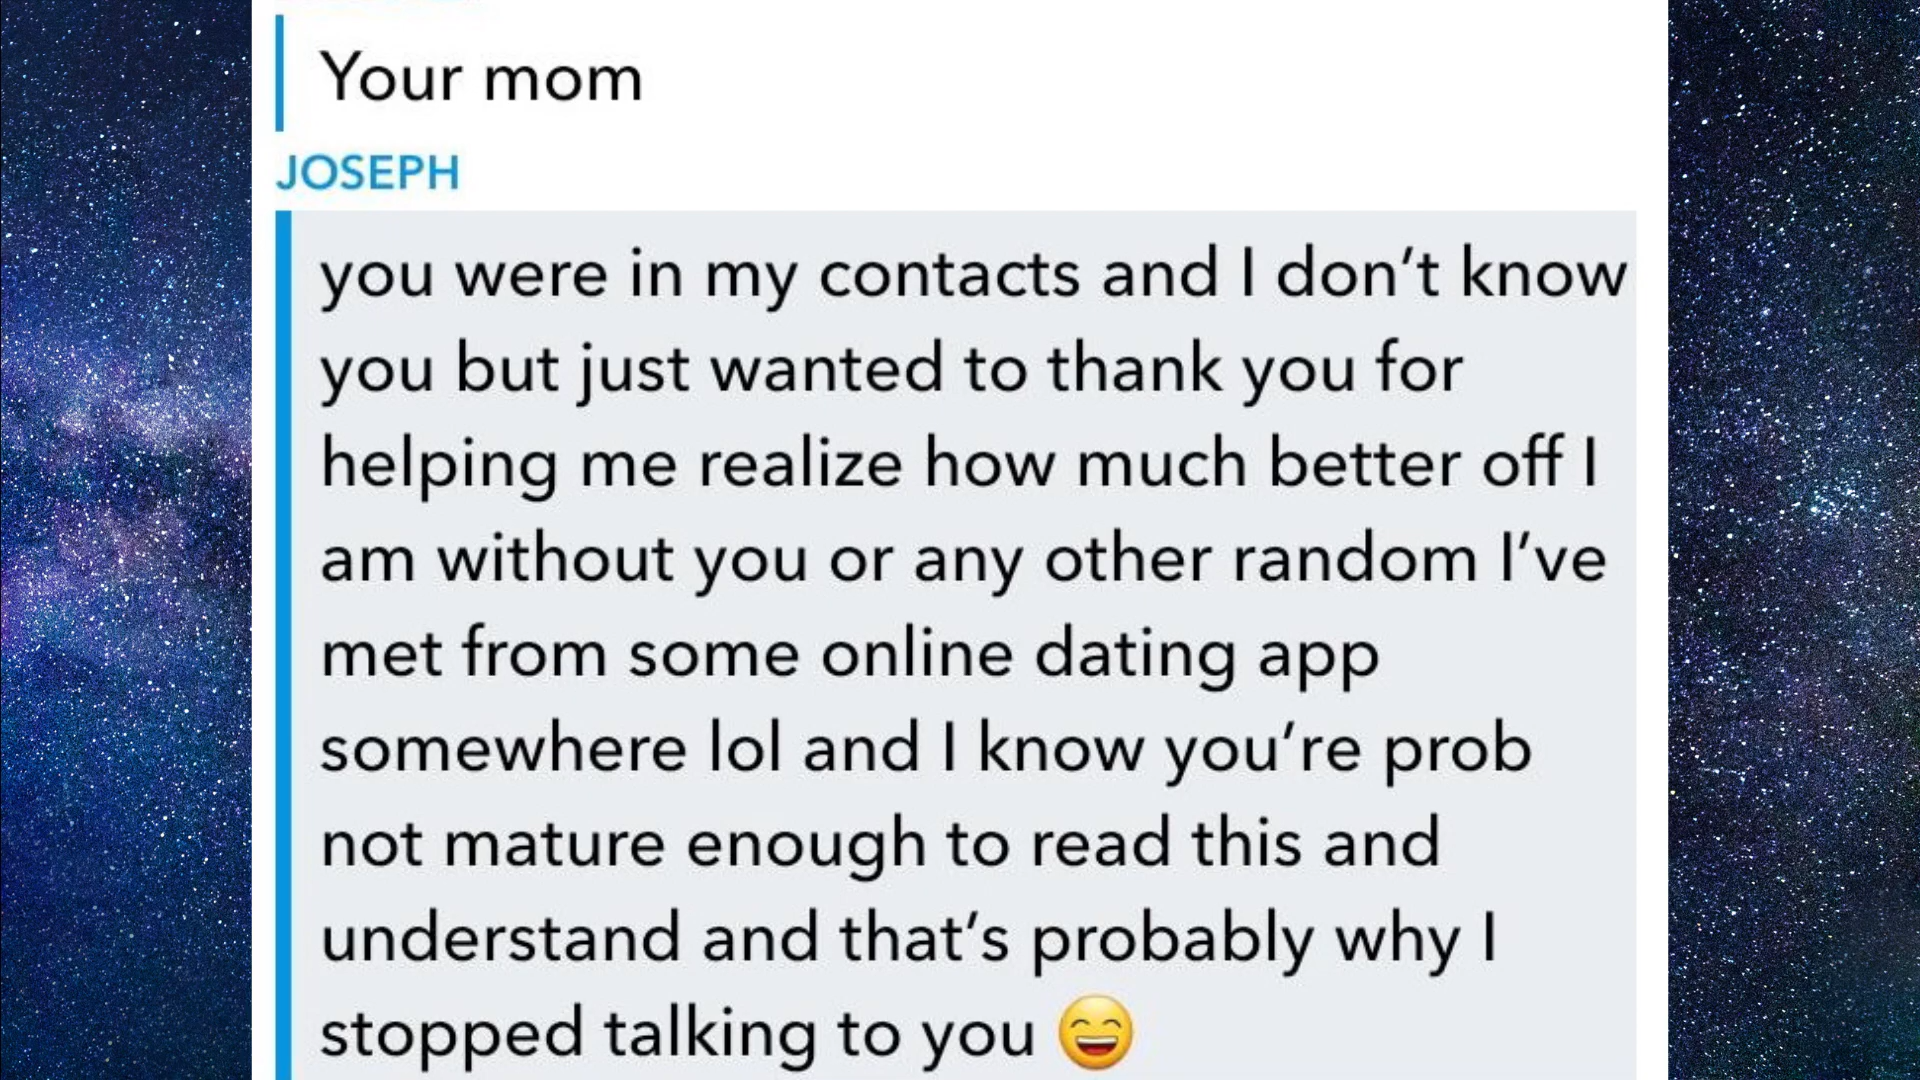 Your mom
JOSEPH
you were in my contacts and I don’t know
you but just wanted to thank you for
helping me realize how much better off I
am without you or any other random I’ve
met from some online dating app
somewhere lol and I know you’re prob
not mature enough to read this and
understand and that’s probably why I
stopped talking to you 😄